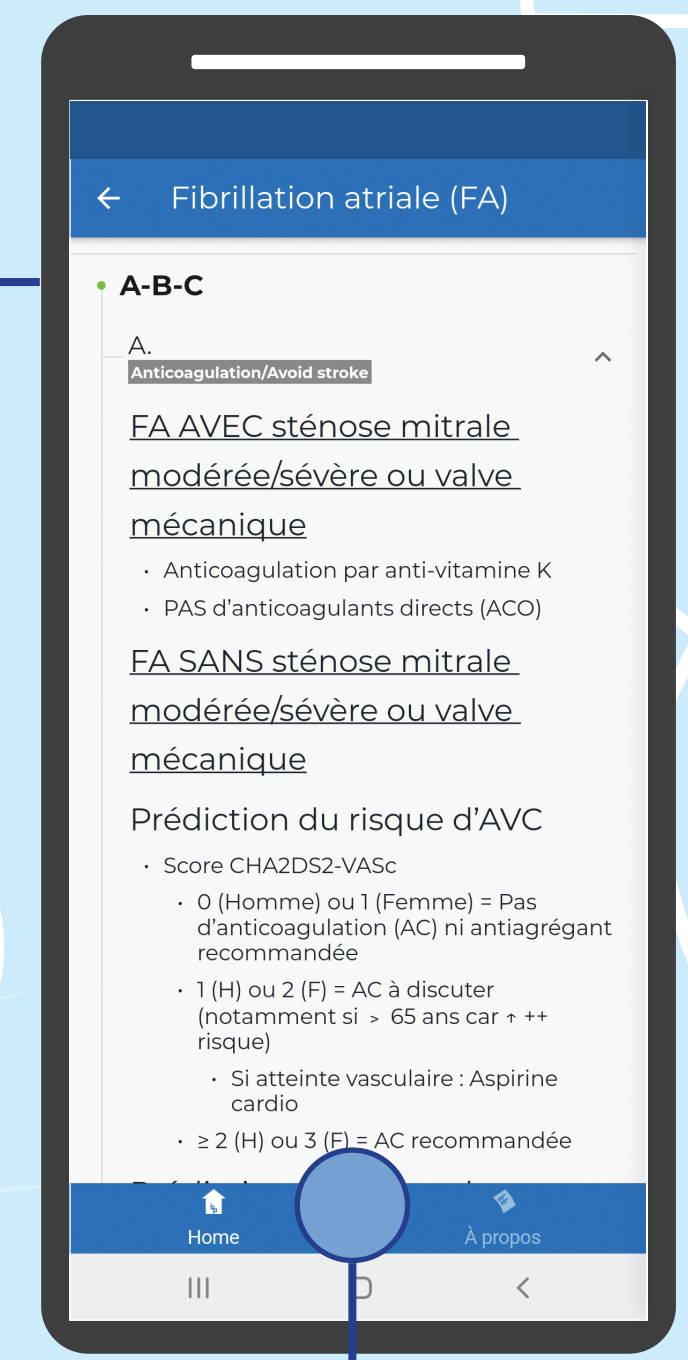 Fibrillation atriale (FA)
A-B-C
A.
Anticoagulation/Avoid stroke
FA AVEC sténose mitrale
modérée/sévère ou valve
mécanique
• Anticoagulation par anti-vitamine K
• PAS d'anticoagulants directs (ACO)
FA SANS sténose mitrale
modérée/sévère ou valve
mécanique
Prédiction du risque d'AVC
• Score CHA2DS2-VASc
• 0 (Homme) ou 1 (Femme) = Pas
d'anticoagulation (AC) ni antiagrégant
recommandée
• 1 (H) ou 2 (F) = AC à discuter
(notamment si > 65 ans car ↑ ++
risque)
• Si atteinte vasculaire : Aspirine
cardio
• ≥ 2 (H) ou 3 (F) = AC recommandée
Home
À propos